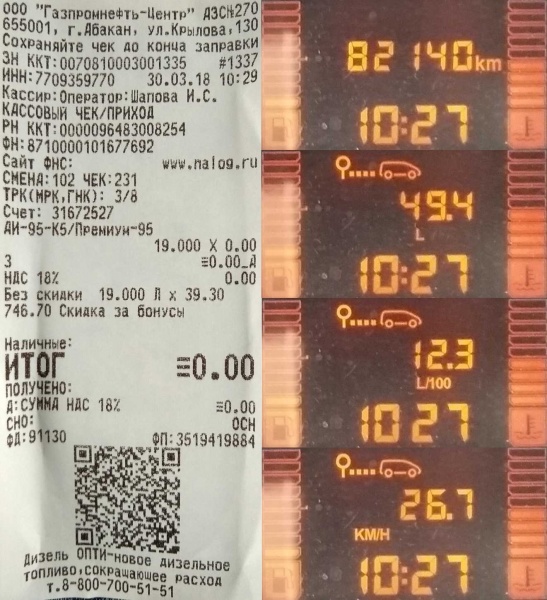 ООО "Газпромнефть-Центр" АЗС№270
655001, г.Абакан, ул.Крылова,130
Сохраняйте чек до конца заправки
ЗН ККТ:0070810003001335 #1337
ИНН:7709359770 30.03.18 10:29
Кассир:Оператор:Шапова И.С.
КАССОВЫЙ ЧЕК/ПРИХОД
РН ККТ:0000096483008254
ФН:8710000101677692
Сайт ФНС: www.nalog.ru
СМЕНА:102 ЧЕК:231
ТРК(МРК,ГНК): 3/8
Счет: 31672527
АИ-95-К5/Премиум-95
19.000 X 0.00
3 ≡0.00_Д
НДС 18% 0.00
Без скидки 19.000 Л x 39.30
746.70 Скидка за бонусы
Наличные:
ИТОГ ≡0.00
ПОЛУЧЕНО:
Д:СУММА НДС 18% ≡0.00
СНО: ОСН
ФД:91130 ФП:3519419884
Дизель ОПТИ-новое дизельное
топливо,сокращающее расход
т.8-800-700-51-51
82140km
10:27
49.4
L
10:27
12.3
L/100
10 27
26.7
KM/H
10:27